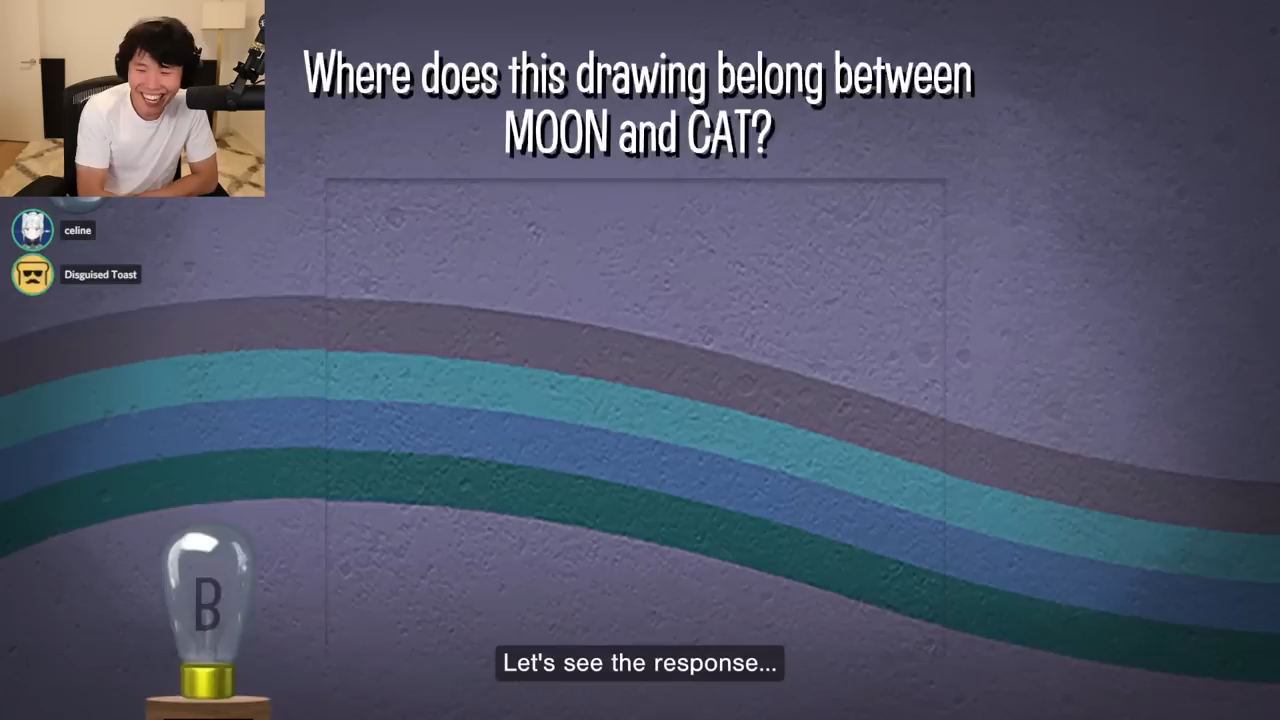 Where does this drawing belong between
MOON and CAT?
celine
Disguised Toast
B
Let's see the response...